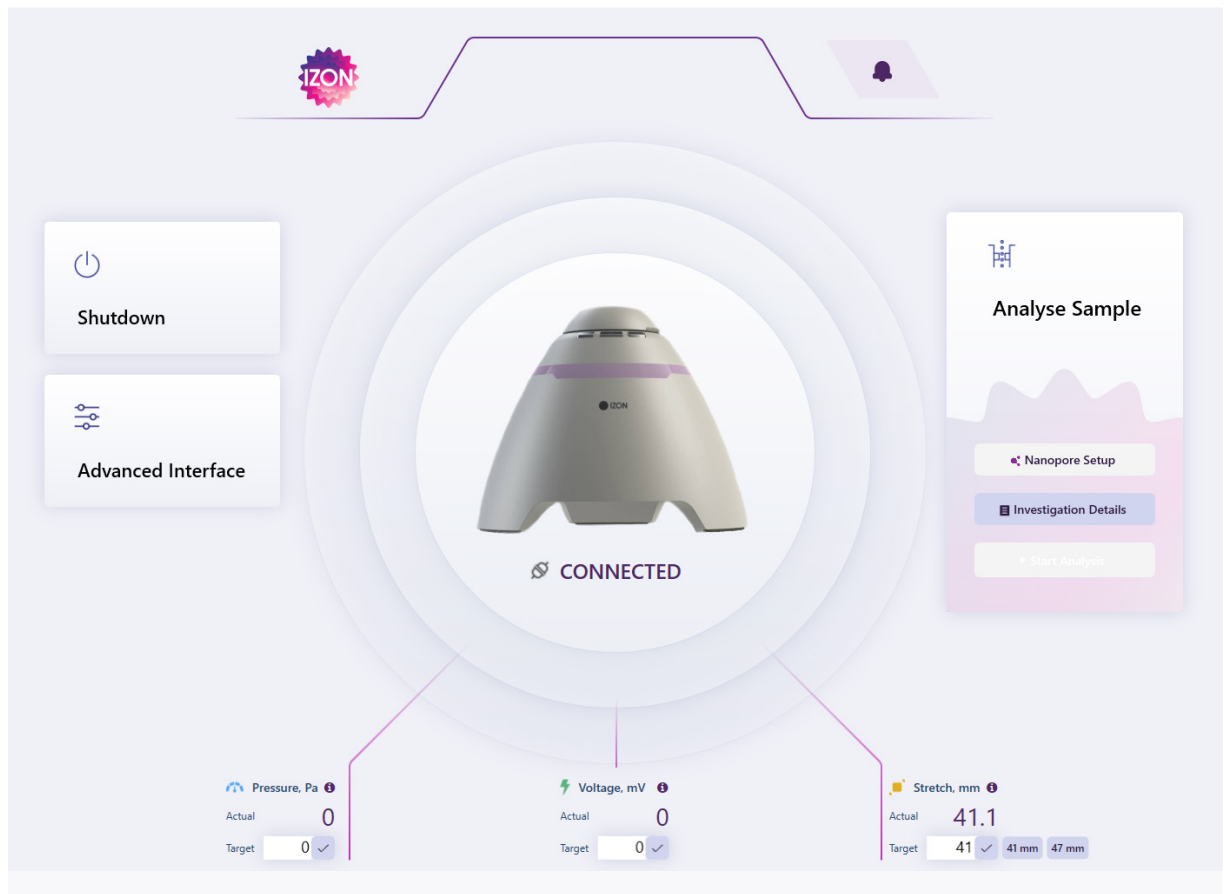 IZON
Shutdown
Advanced Interface
IZON
CONNECTED
Analyse Sample
Nanopore Setup
Investigation Details
Start Analysis
Pressure, Pa
Actual 0
Target 0
Voltage, mV
Actual 0
Target 0
Stretch, mm
Actual 41.1
Target 41 41 mm 47 mm